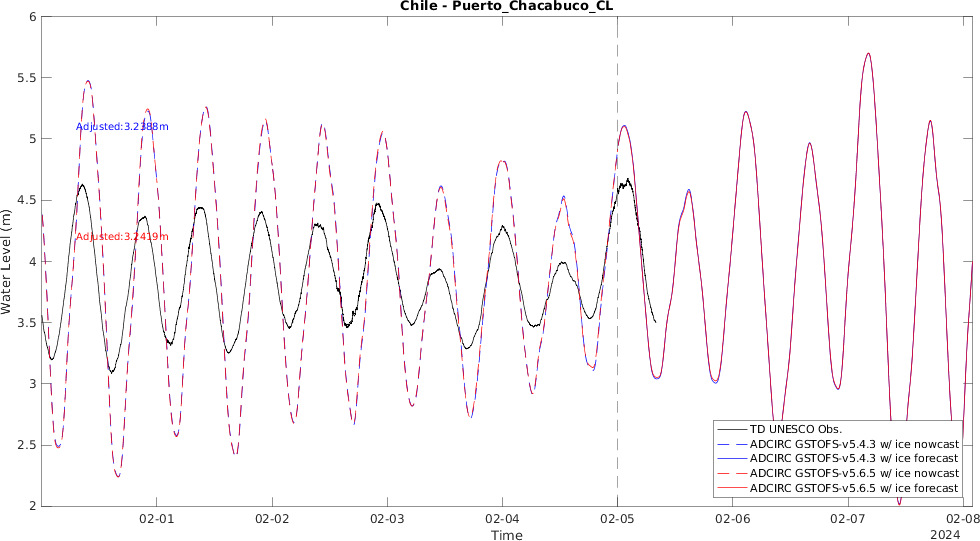 Chile - Puerto_Chacabuco_CL
6
5.5
5
4.5
4
3.5
3
2.5
2
Water Level (m)
Adjusted:3.2388m
Adjusted:3.2419m
TD UNESCO Obs.
ADCIRC GSTOFS-v5.4.3 w/ ice nowcast
ADCIRC GSTOFS-v5.4.3 w/ ice forecast
ADCIRC GSTOFS-v5.6.5 w/ ice nowcast
ADCIRC GSTOFS-v5.6.5 w/ ice forecast
02-01 02-02 02-03 02-04 02-05 02-06 02-07 02-08
Time
2024